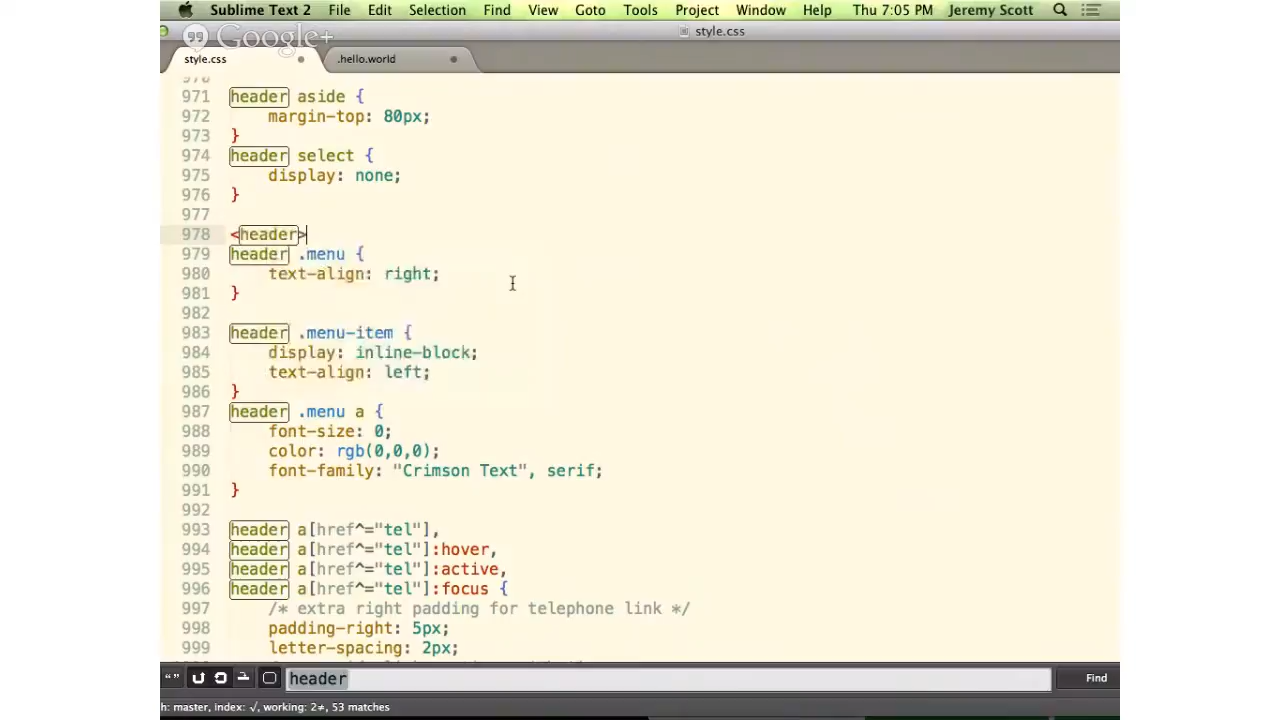 Sublime Text 2 File Edit Selection Find View Goto Tools Project Window Help Thu 7:05 PM Jeremy Scott
Google+
style.css
style.css .hello.world
970
971 header aside {
972 margin-top: 80px;
973 }
974 header select {
975 display: none;
976 }
977
978 <header>
979 header .menu {
980 text-align: right;
981 }
982
983 header .menu-item {
984 display: inline-block;
985 text-align: left;
986 }
987 header .menu a {
988 font-size: 0;
989 color: rgb(0,0,0);
990 font-family: "Crimson Text", serif;
991 }
992
993 header a[href^="tel"],
994 header a[href^="tel"]:hover,
995 header a[href^="tel"]:active,
996 header a[href^="tel"]:focus {
997 /* extra right padding for telephone link */
998 padding-right: 5px;
999 letter-spacing: 2px;
“” header Find
h: master, index: √, working: 2≠, 53 matches